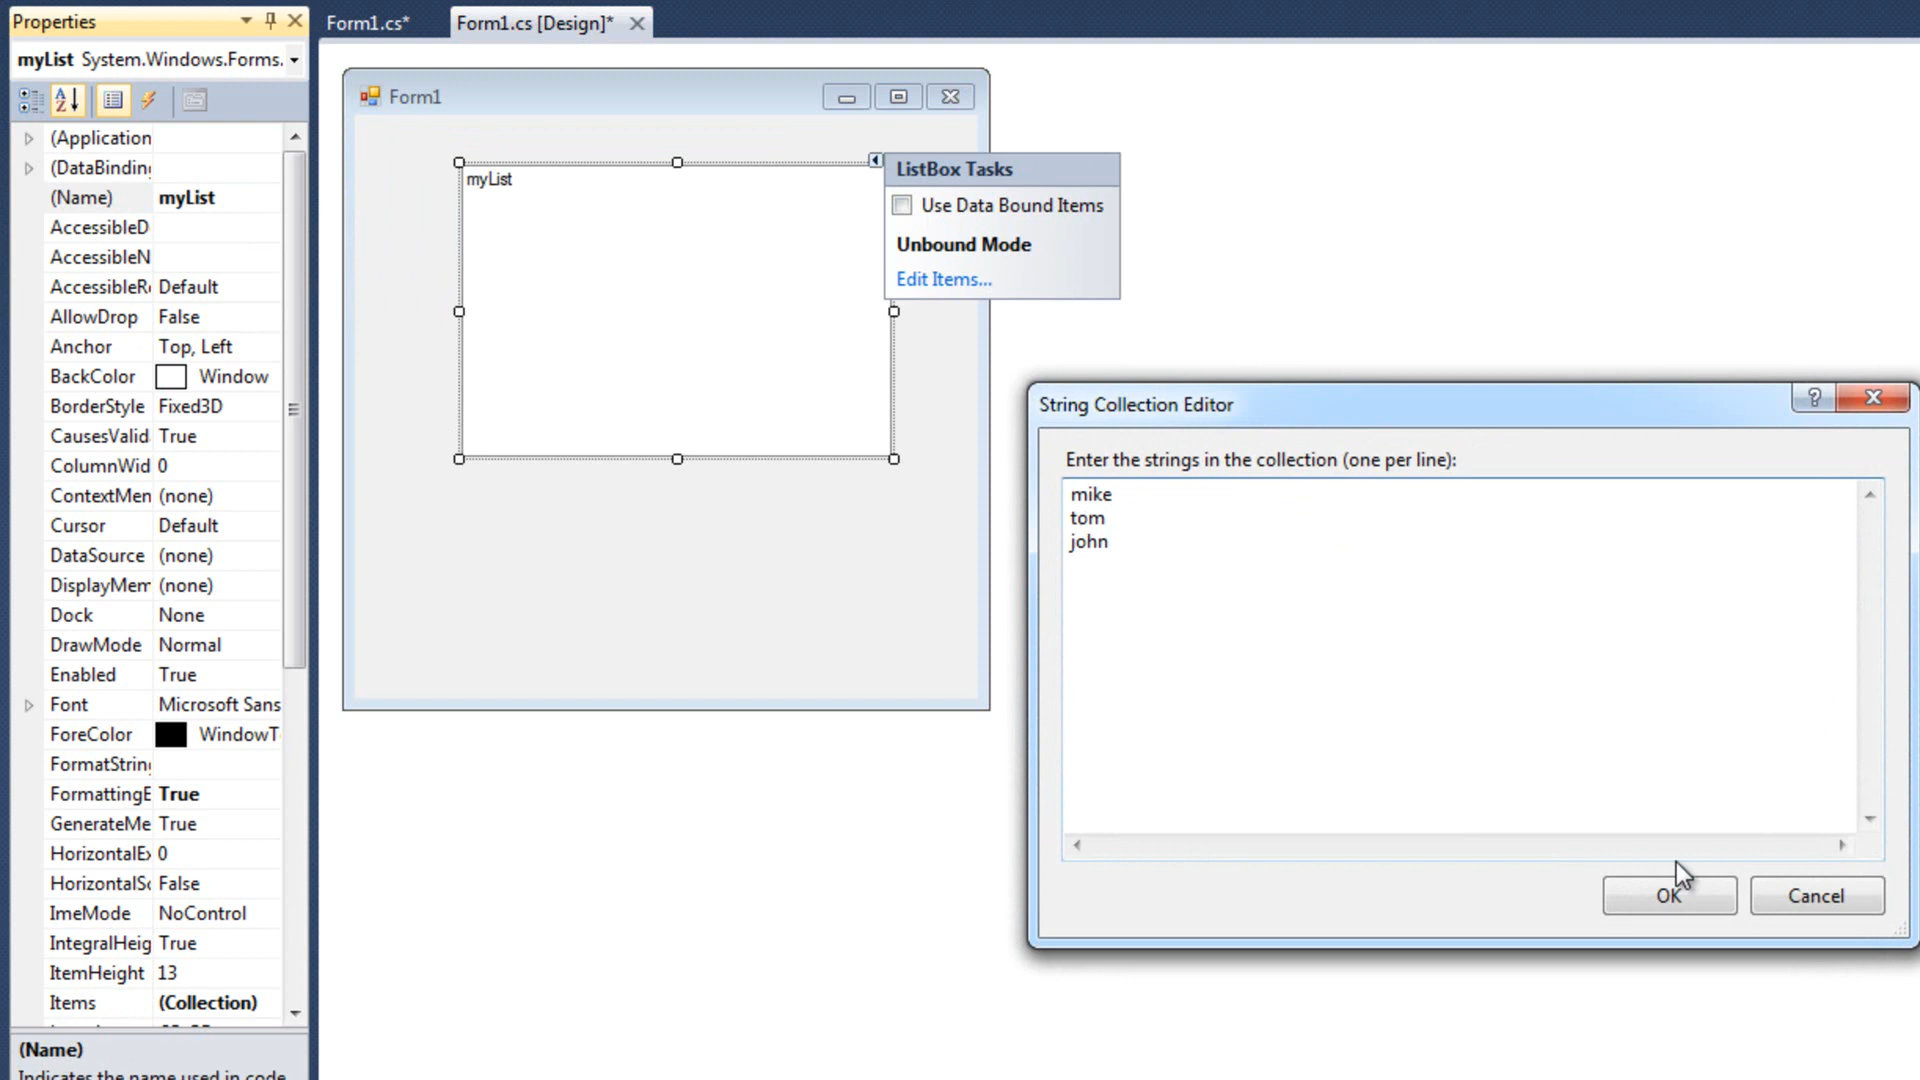 Properties
myList System.Windows.Forms.
(Application
(DataBinding
(Name) myList
AccessibleD
AccessibleN
AccessibleR Default
AllowDrop False
Anchor Top, Left
BackColor Window
BorderStyle Fixed3D
CausesValid True
ColumnWid 0
ContextMen (none)
Cursor Default
DataSource (none)
DisplayMem (none)
Dock None
DrawMode Normal
Enabled True
Font Microsoft Sans
ForeColor WindowT
FormatString
FormattingE True
GenerateMe True
HorizontalEx 0
HorizontalSc False
ImeMode NoControl
IntegralHeig True
ItemHeight 13
Items (Collection)
(Name)
Indicates the name used in code
Form1.cs*
Form1.cs [Design]*
Form1
myList
ListBox Tasks
Use Data Bound Items
Unbound Mode
Edit Items...
String Collection Editor
Enter the strings in the collection (one per line):
mike
tom
john
OK
Cancel